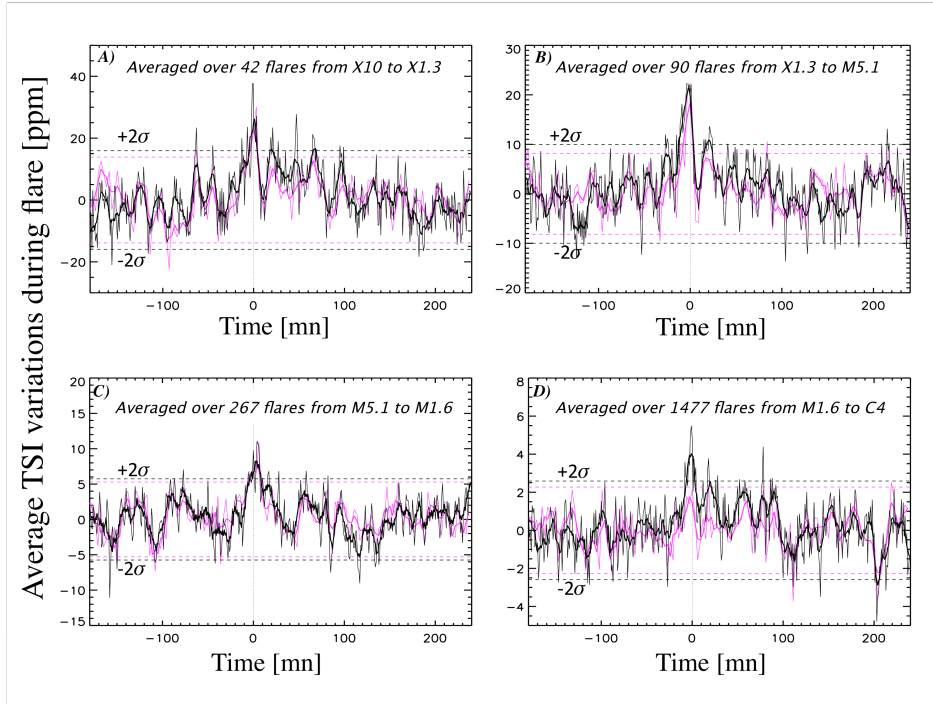 Average TSI variations during flare [ppm]
A)
Averaged over 42 flares from X10 to X1.3
+2σ
-2σ
40
20
0
−20
−100
0
100
200
Time [mn]
B)
Averaged over 90 flares from X1.3 to M5.1
+2σ
-2σ
30
20
10
0
−10
−20
−100
0
100
200
Time [mn]
C)
Averaged over 267 flares from M5.1 to M1.6
+2σ
-2σ
20
15
10
5
0
−5
−10
−15
−100
0
100
200
Time [mn]
D)
Averaged over 1477 flares from M1.6 to C4
+2σ
-2σ
8
6
4
2
0
−2
−4
−100
0
100
200
Time [mn]